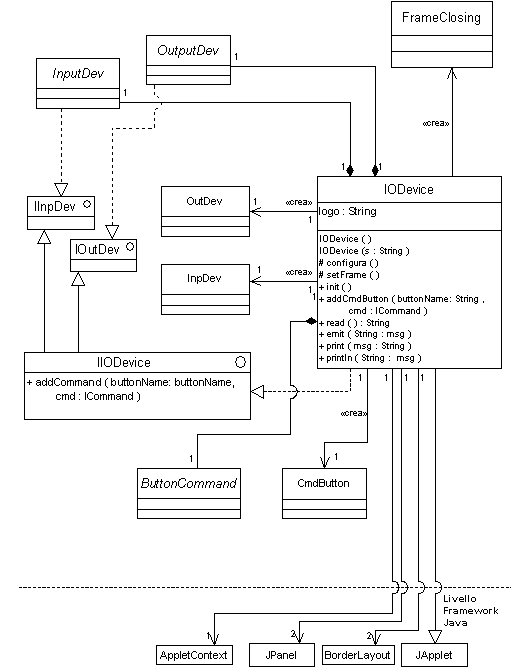 FrameClosing
OutputDev
InputDev
1
1
«crea»
IInpDev
IOutDev
1
1
IODevice
logo : String
IODevice ( )
IODevice (s : String )
# configura ( )
# setFrame ( )
+ init ( )
+ addCmdButton ( buttonName: String ,
cmd : ICommand )
+ read ( ) : String
+ emit ( String : msg )
+ print ( msg : String )
+ println ( String : msg )
OutDev
1
«crea»
1
InpDev
1
«crea»
1
1
IIODevice
+ addCommand ( buttonName: buttonName,
cmd : ICommand )
1
1
1
1
1
«crea»
1
1
ButtonCommand
CmdButton
Livello
Framework
Java
1
2
2
AppletContext
JPanel
BorderLayout
JApplet